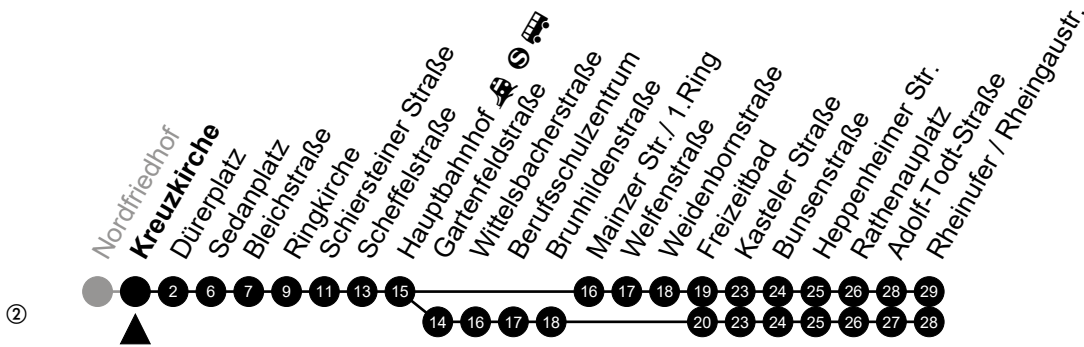 Nordfriedhof
Kreuzkirche
Dürerplatz
Sedanplatz
Bleichstraße
Ringkirche
Schiersteiner Straße
Scheffelstraße
Hauptbahnhof S
Gartenfeldstraße
Wittelsbacherstraße
Berufsschulzentrum
Brunhildenstraße
Mainzer Str./ 1.Ring
Welfenstraße
Weidenbornstraße
Freizeitbad
Kasteler Straße
Bunsenstraße
Heppenheimer Str.
Rathenauplatz
Adolf-Todt-Straße
Rheinufer / Rheingaustr.
2 6 7 9 11 13 15 16 17 18 19 23 24 25 26 28 29
② 14 16 17 18 20 23 24 25 26 27 28